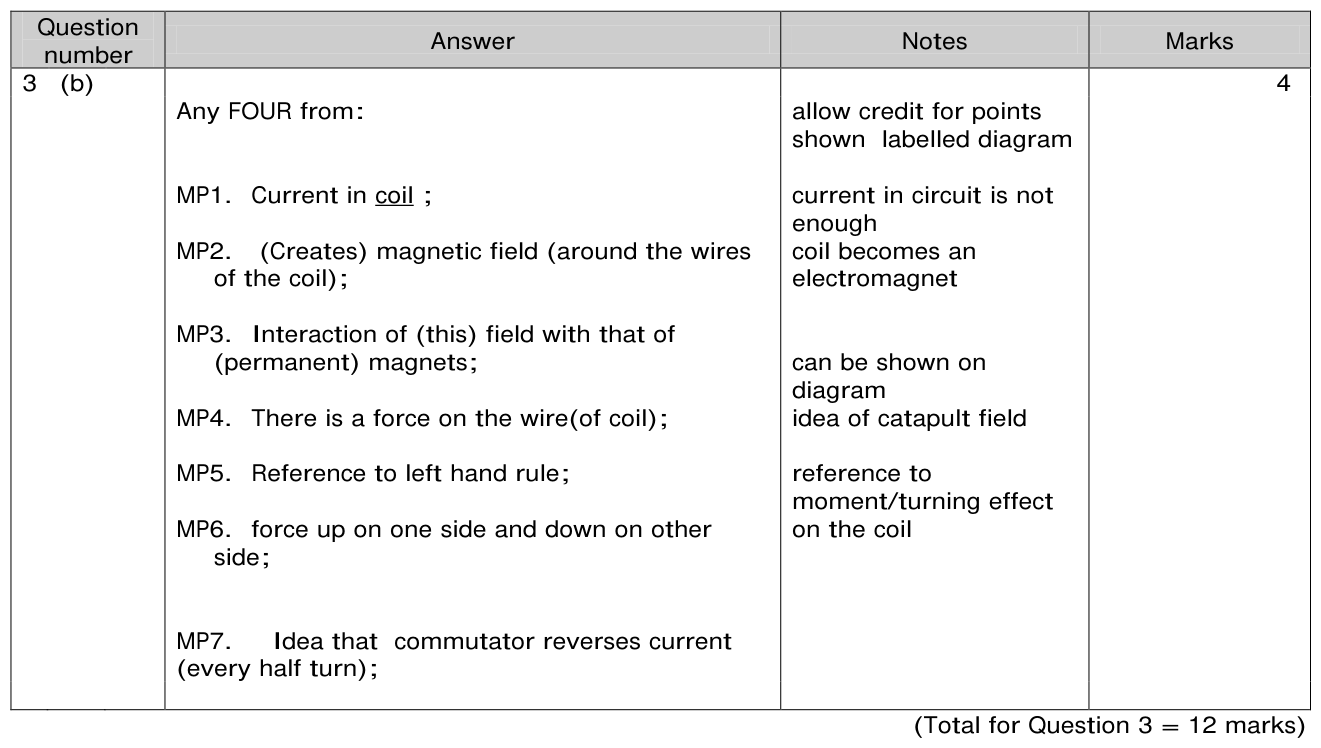 Question number
Answer
Notes
Marks
3 (b)
4
Any FOUR from:
allow credit for points
shown labelled diagram
MP1. Current in coil ;
current in circuit is not
enough
MP2. (Creates) magnetic field (around the wires
of the coil);
coil becomes an
electromagnet
MP3. Interaction of (this) field with that of
(permanent) magnets;
can be shown on
diagram
MP4. There is a force on the wire(of coil);
idea of catapult field
MP5. Reference to left hand rule;
reference to
moment/turning effect
MP6. force up on one side and down on other
side;
on the coil
MP7. Idea that commutator reverses current
(every half turn);
(Total for Question 3 = 12 marks)